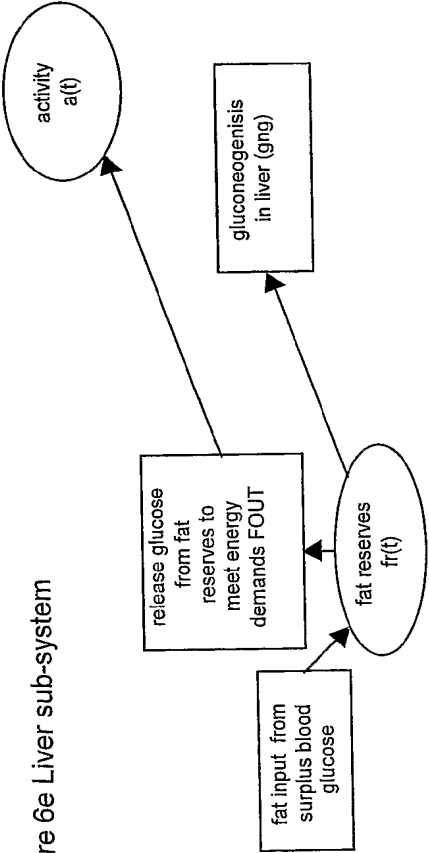 re 6e Liver sub-system
fat input from
surplus blood
glucose
release glucose
from fat
reserves to
meet energy
demands FOUT
fat reserves
fr(t)
gluconeogenisis
in liver (gng)
activity
a(t)